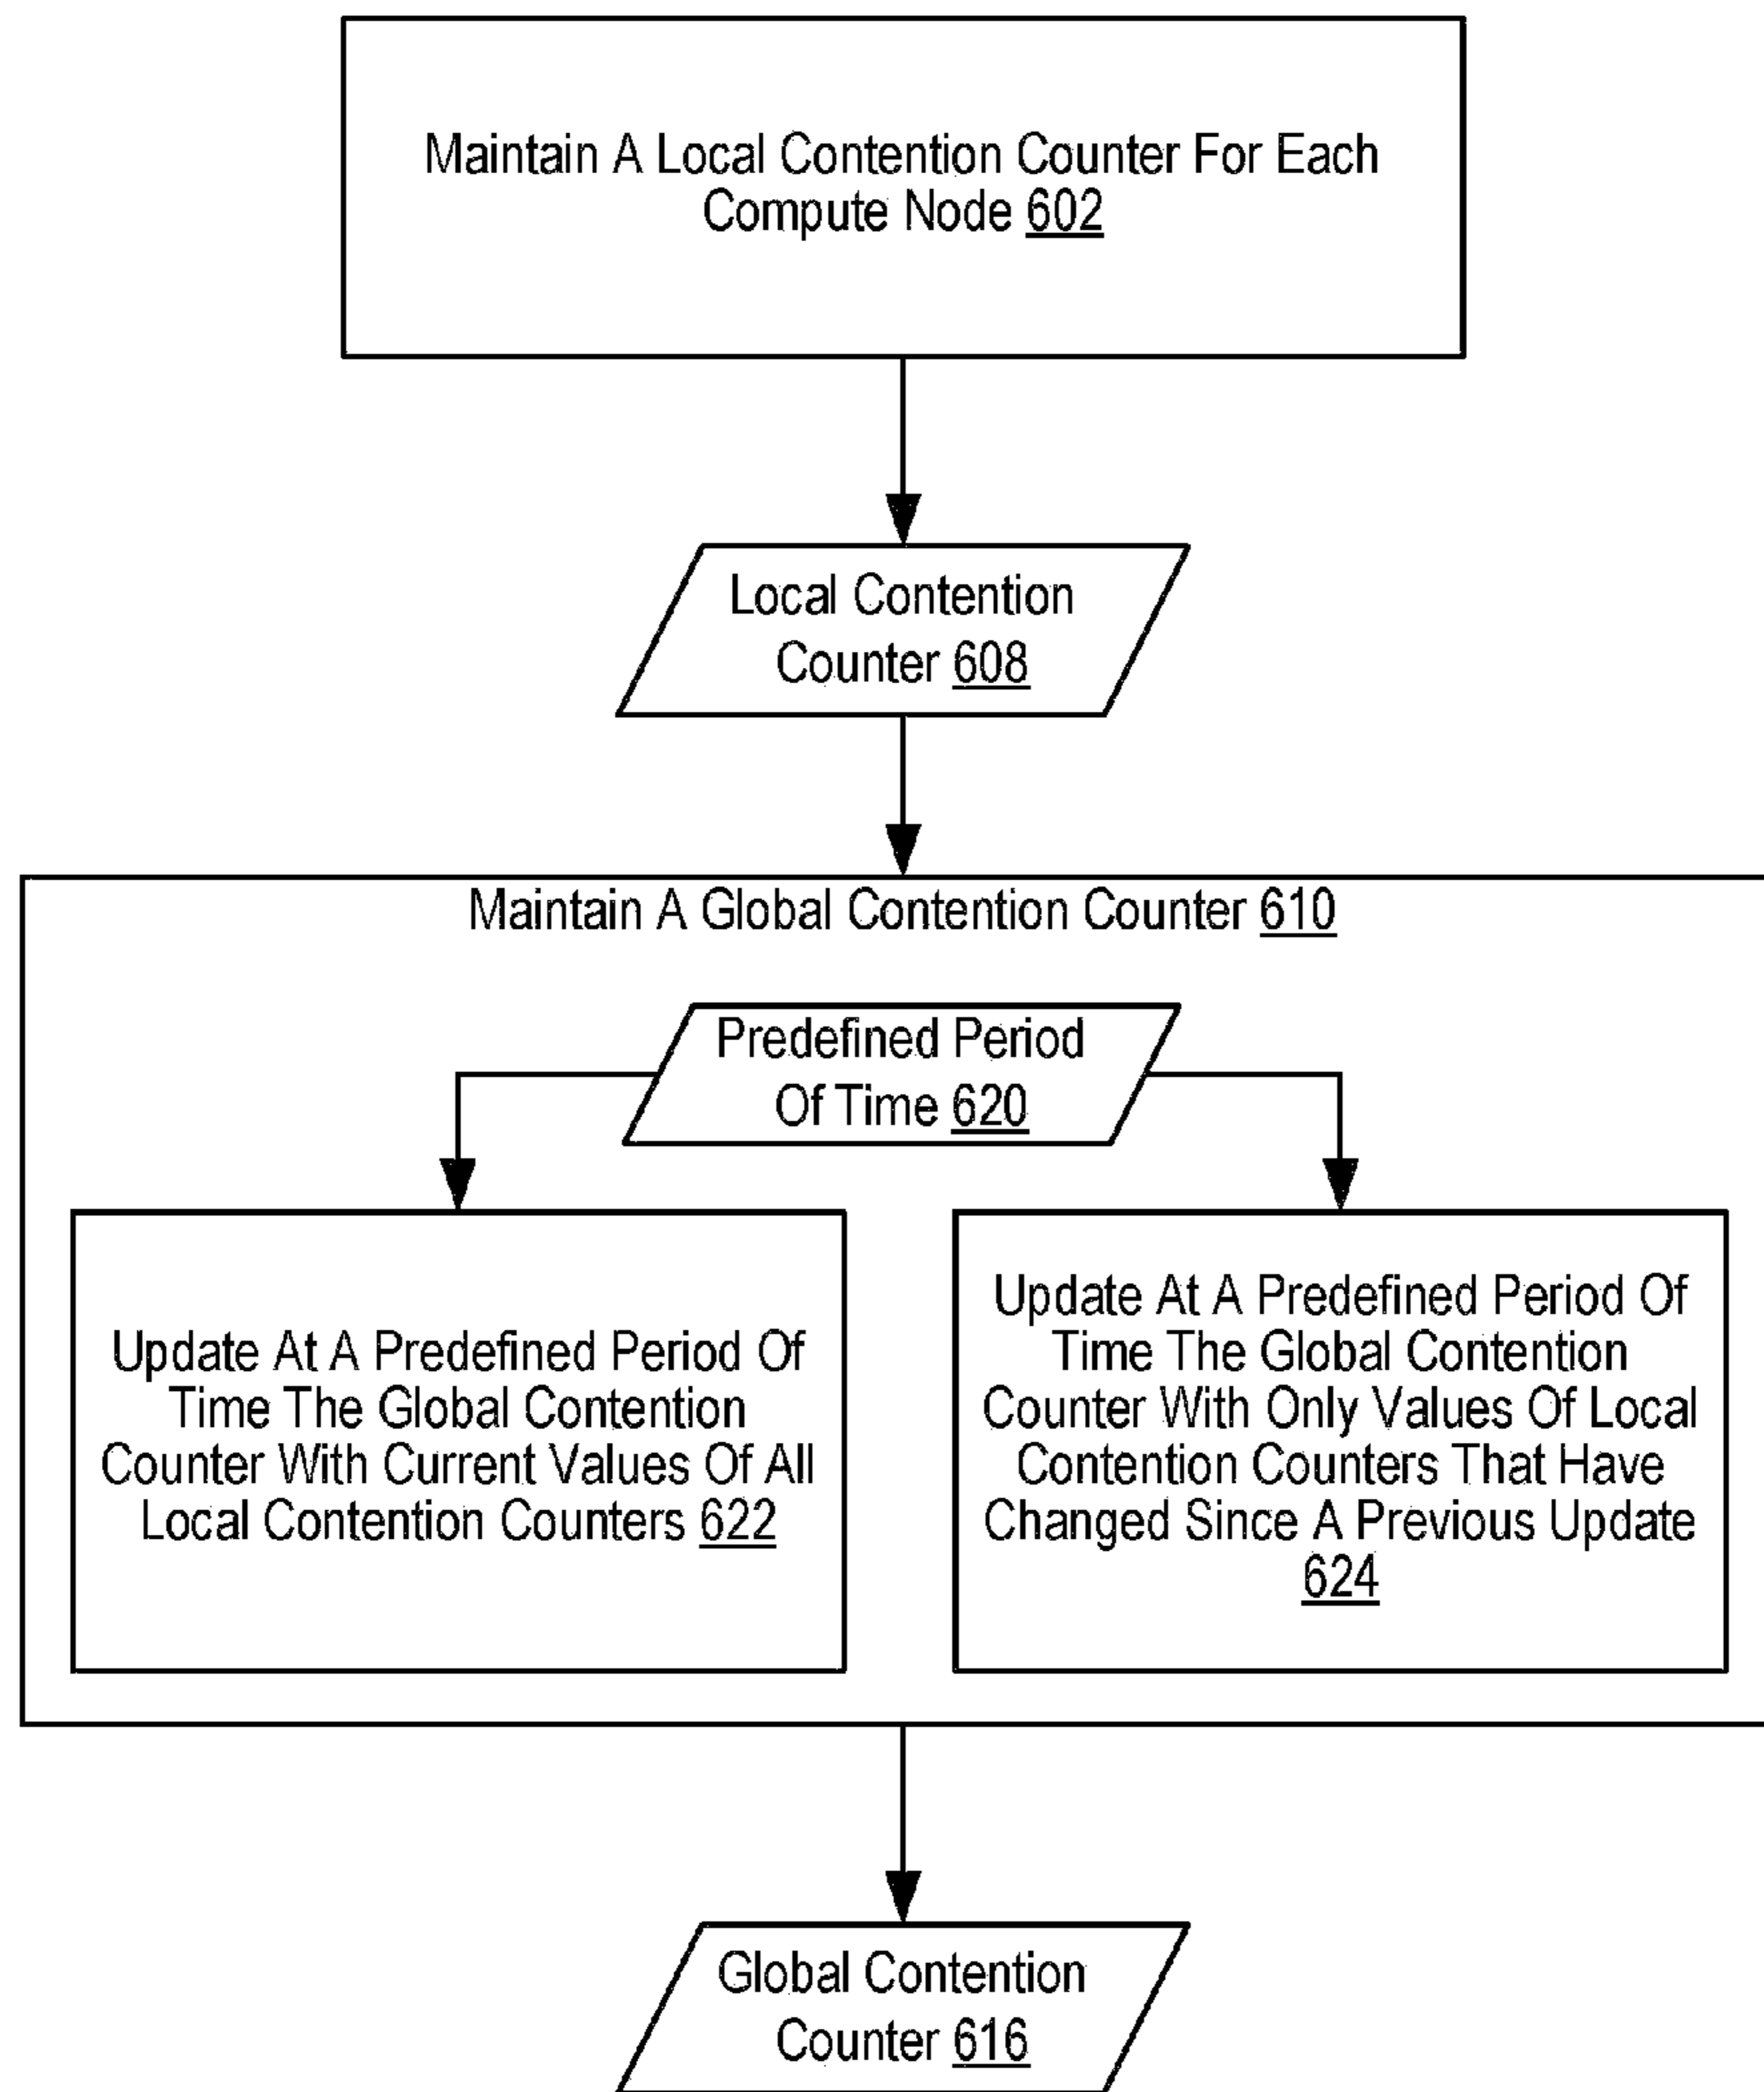 Maintain A Local Contention Counter For Each
Compute Node 602
Local Contention
Counter 608
Maintain A Global Contention Counter 610
Predefined Period
Of Time 620
Update At A Predefined Period Of
Time The Global Contention
Counter With Current Values Of All
Local Contention Counters 622
Update At A Predefined Period Of
Time The Global Contention
Counter With Only Values Of Local
Contention Counters That Have
Changed Since A Previous Update
624
Global Contention
Counter 616